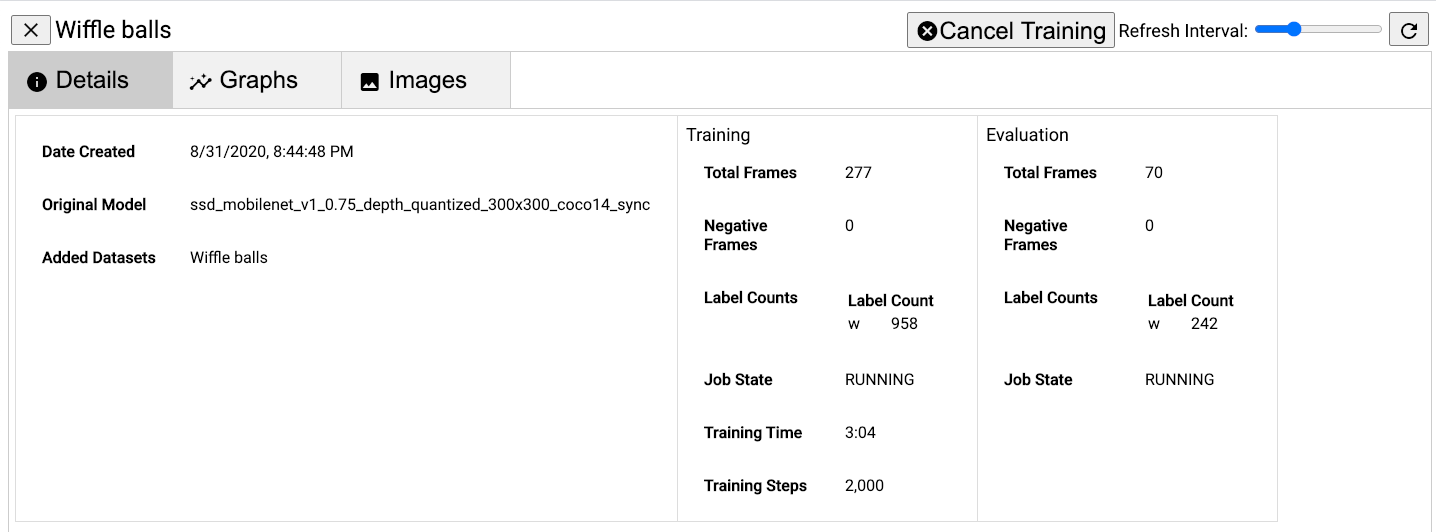 Wiffle balls
Cancel Training Refresh Interval:
Details Graphs Images
Date Created 8/31/2020, 8:44:48 PM
Original Model ssd_mobilenet_v1_0.75_depth_quantized_300x300_coco14_sync
Added Datasets Wiffle balls
Training
Total Frames 277
Negative
Frames 0
Label Counts Label Count
w 958
Job State RUNNING
Training Time 3:04
Training Steps 2,000
Evaluation
Total Frames 70
Negative
Frames 0
Label Counts Label Count
w 242
Job State RUNNING